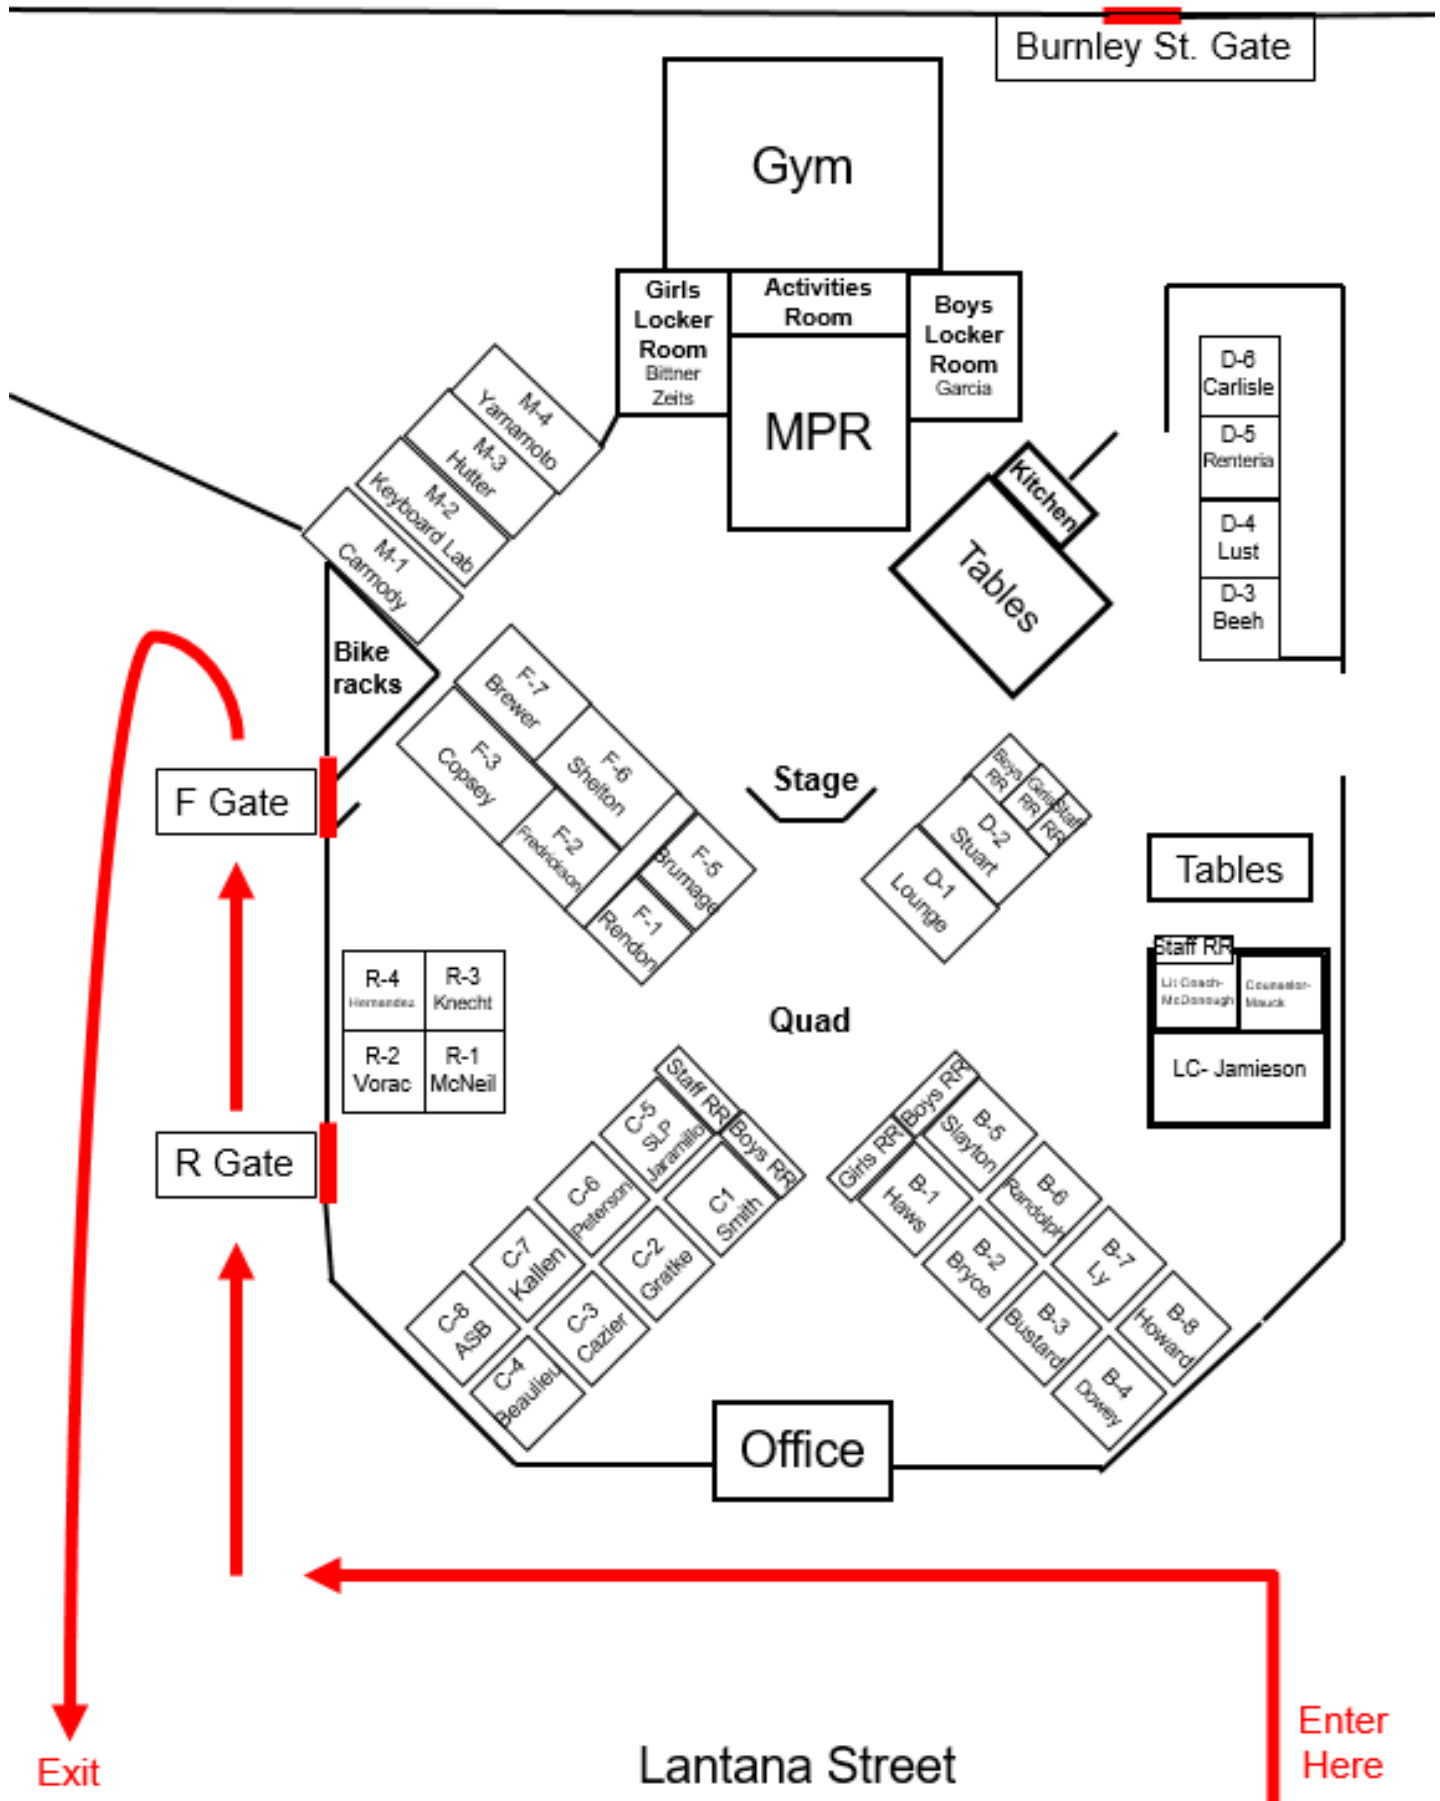 Burnley St. Gate
Gym
Girls
Locker
Room
Bittner
Zeits
Activities
Room
Boys
Locker
Room
Garcia
MPR
M-4
Yamamoto
M-3
Hutter
M-2
Keyboard Lab
M-1
Carmody
Kitchen
Tables
D-6
Carlisle
D-5
Renteria
D-4
Lust
D-3
Beeh
Bike
racks
F-7
Brewer
F-6
Shelton
F-3
Copsey
F-2
Fredrickson
F-5
Brumage
F-1
Rendon
F Gate
Stage
Boys
RR
Girls
RR
Staff
RR
D-2
Stuart
D-1
Lounge
Tables
Staff RR
Lit Coach-
McDonough
Counselor-
Mauck
LC- Jamieson
R-4
Hernandez
R-3
Knecht
R-2
Vorac
R-1
McNeil
Quad
R Gate
Staff RR
Boys RR
C-5
SLP
Jaramillo
C1
Smith
C-6
Peterson
C-2
Gratke
C-7
Kallen
C-3
Cazier
C-8
ASB
C-4
Beaulieu
Boys RR
Girls RR
B-5
Slayton
B-1
Haws
B-6
Randolph
B-2
Bryce
B-7
Ly
B-3
Bustard
B-8
Howard
B-4
Dowey
Office
Exit
Lantana Street
Enter
Here